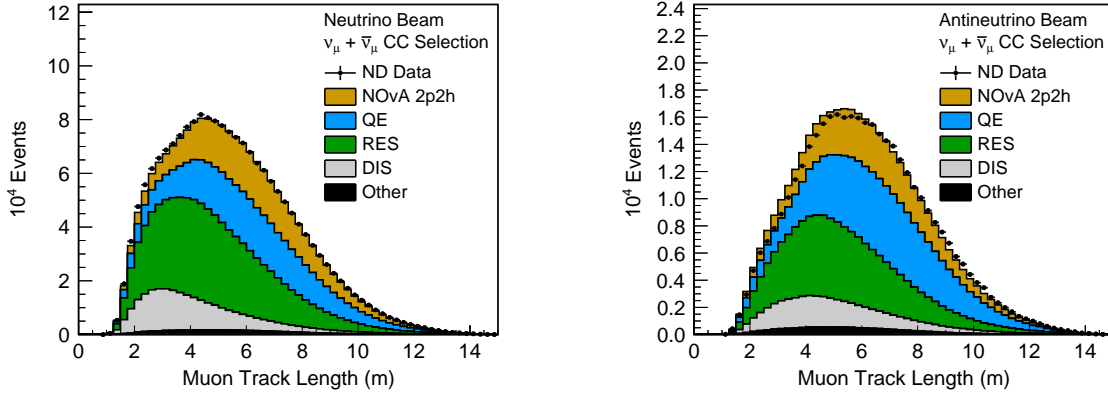 Neutrino Beam
νμ + ν̄μ CC Selection
ND Data
NOvA 2p2h
QE
RES
DIS
Other
10⁴ Events
12
10
8
6
4
2
0
0 2 4 6 8 10 12 14
Muon Track Length (m)
Antineutrino Beam
νμ + ν̄μ CC Selection
ND Data
NOvA 2p2h
QE
RES
DIS
Other
10⁴ Events
2.4
2.2
2.0
1.8
1.6
1.4
1.2
1.0
0.8
0.6
0.4
0.2
0.0
0 2 4 6 8 10 12 14
Muon Track Length (m)